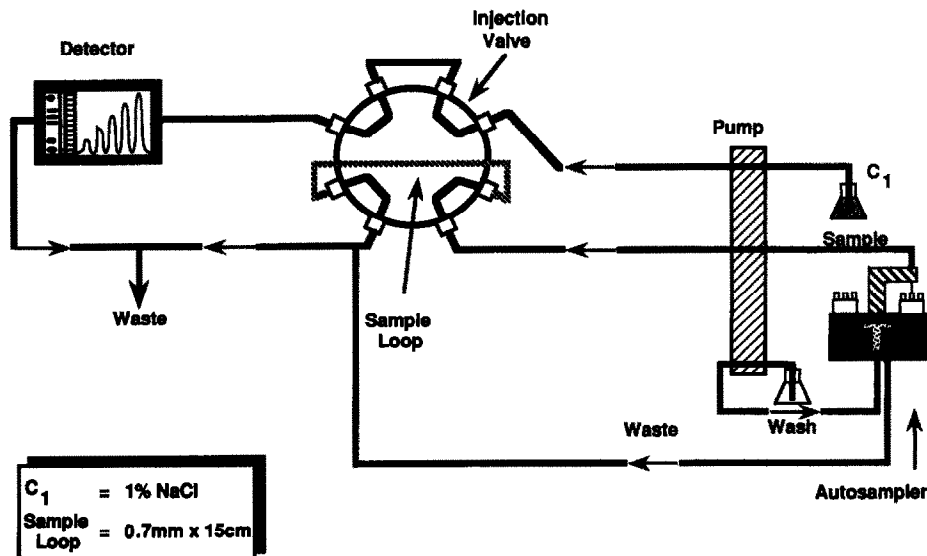 Injection
Valve
Detector
Pump
C1
Sample
Waste
Sample
Loop
Wash
Waste
Autosampler
C1 = 1% NaCl
Sample
Loop = 0.7mm x 15cm